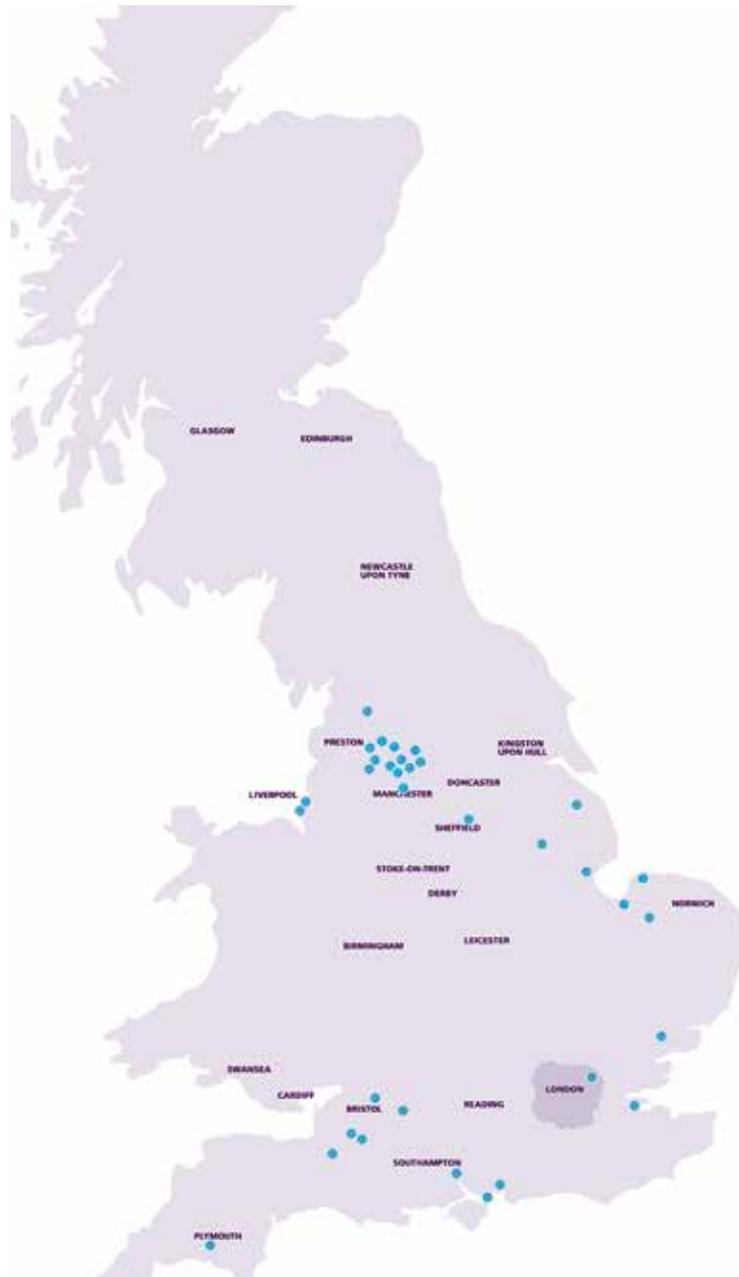 GLASGOW
EDINBURGH
NEWCASTLE
UPON TYNE
PRESTON
KINGSTON
UPON HULL
DONCASTER
LIVERPOOL
MANCHESTER
SHEFFIELD
STOKE-ON-TRENT
DERBY
NORWICH
BIRMINGHAM
LEICESTER
SWANSEA
CARDIFF
LONDON
BRISTOL
READING
SOUTHAMPTON
PLYMOUTH